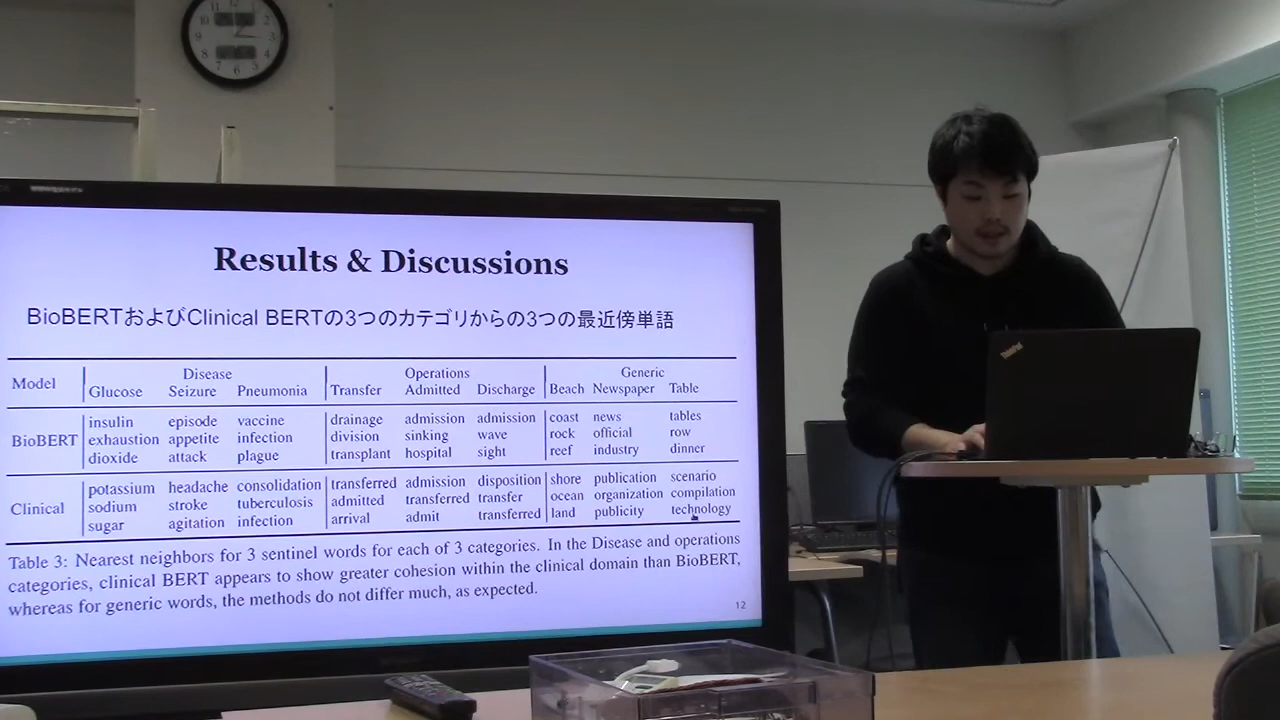 12
Results & Discussions
BioBERTおよびClinical BERTの3つのカテゴリからの3つの最近傍単語
Disease Operations Generic
Model Glucose Seizure Pneumonia Transfer Admitted Discharge Beach Newspaper Table
insulin episode vaccine drainage admission admission coast news tables
BioBERT exhaustion appetite infection division sinking wave rock official row
dioxide attack plague transplant hospital sight reef industry dinner
potassium headache consolidation transferred admission disposition shore publication scenario
Clinical sodium stroke tuberculosis admitted transferred transfer ocean organization compilation
sugar agitation infection arrival admit transferred land publicity technology
Table 3: Nearest neighbors for 3 sentinel words for each of 3 categories. In the Disease and operations
categories, clinical BERT appears to show greater cohesion within the clinical domain than BioBERT,
whereas for generic words, the methods do not differ much, as expected.
12
ThinkPad